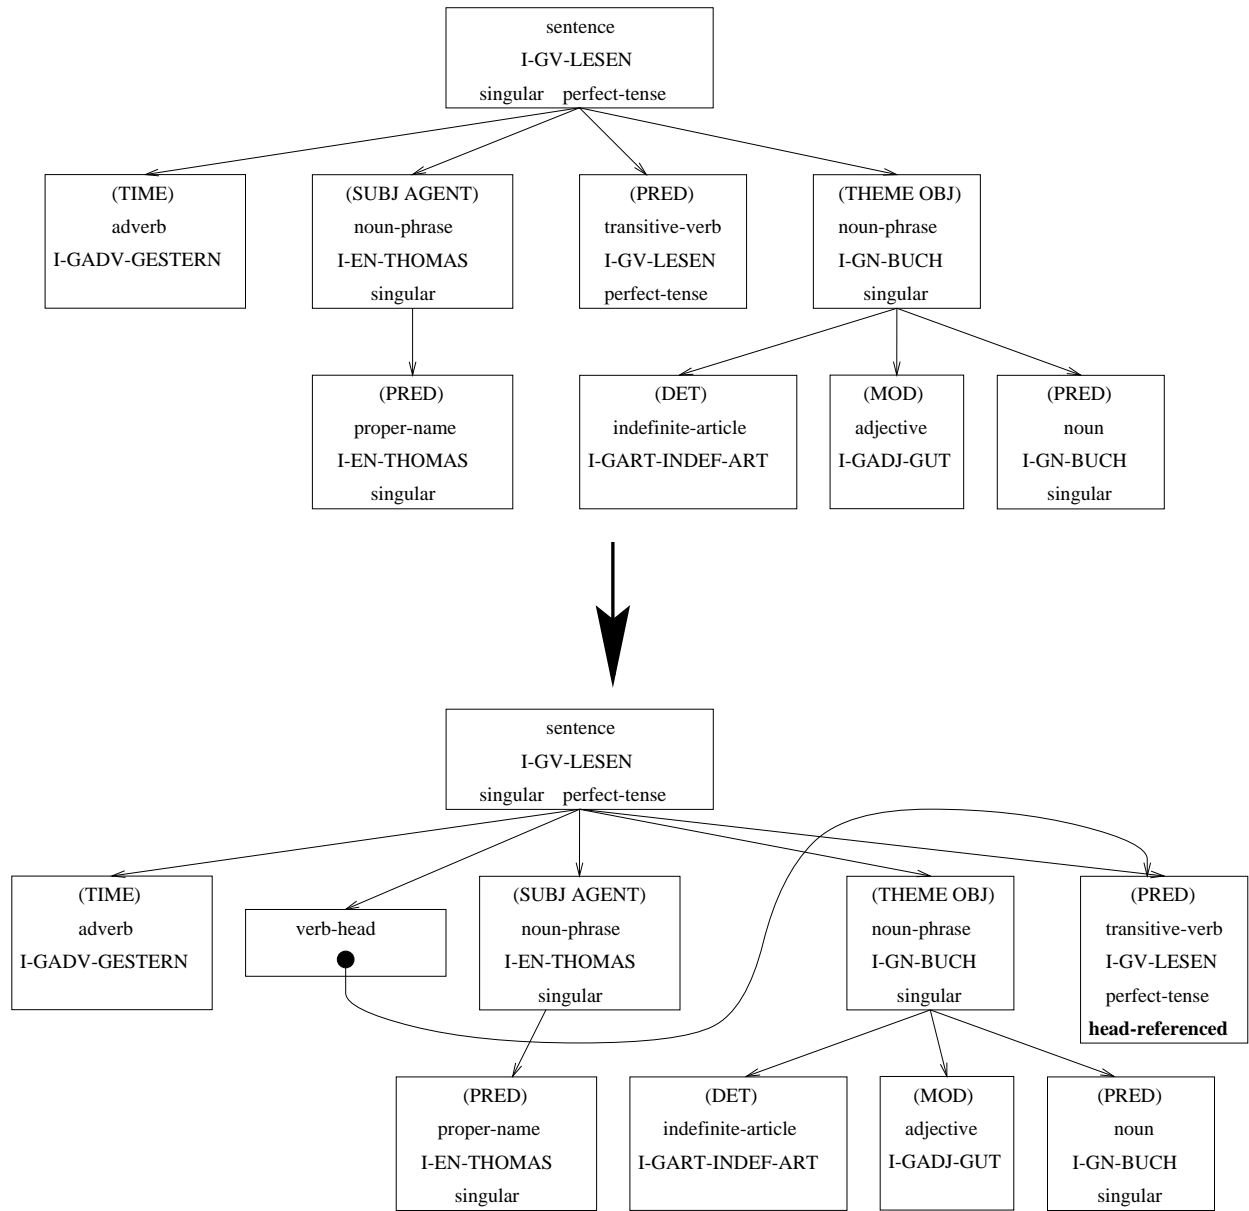 sentence
I-GV-LESEN
singular perfect-tense
(TIME)
adverb
I-GADV-GESTERN
(SUBJ AGENT)
noun-phrase
I-EN-THOMAS
singular
(PRED)
transitive-verb
I-GV-LESEN
perfect-tense
(THEME OBJ)
noun-phrase
I-GN-BUCH
singular
(PRED)
proper-name
I-EN-THOMAS
singular
(DET)
indefinite-article
I-GART-INDEF-ART
(MOD)
adjective
I-GADJ-GUT
(PRED)
noun
I-GN-BUCH
singular
sentence
I-GV-LESEN
singular perfect-tense
(TIME)
adverb
I-GADV-GESTERN
verb-head
(SUBJ AGENT)
noun-phrase
I-EN-THOMAS
singular
(THEME OBJ)
noun-phrase
I-GN-BUCH
singular
(PRED)
transitive-verb
I-GV-LESEN
perfect-tense
head-referenced
(PRED)
proper-name
I-EN-THOMAS
singular
(DET)
indefinite-article
I-GART-INDEF-ART
(MOD)
adjective
I-GADJ-GUT
(PRED)
noun
I-GN-BUCH
singular